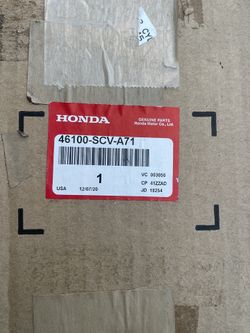 HONDA
GENUINE PARTS
Honda Motor Co., Ltd.
46100-SCV-A71
1
VC 003050
CP 41ZZAD
USA 12/07/20
JD 18254